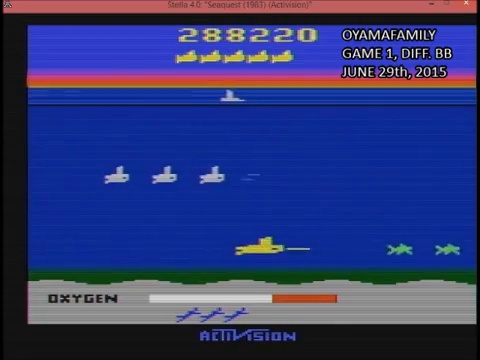 Stella 4.0: "Seaquest (1983) (Activision)"
288220
OYAMAFAMILY
GAME 1, DIFF. BB
JUNE 29th, 2015
OXYGEN
ACTIVISION